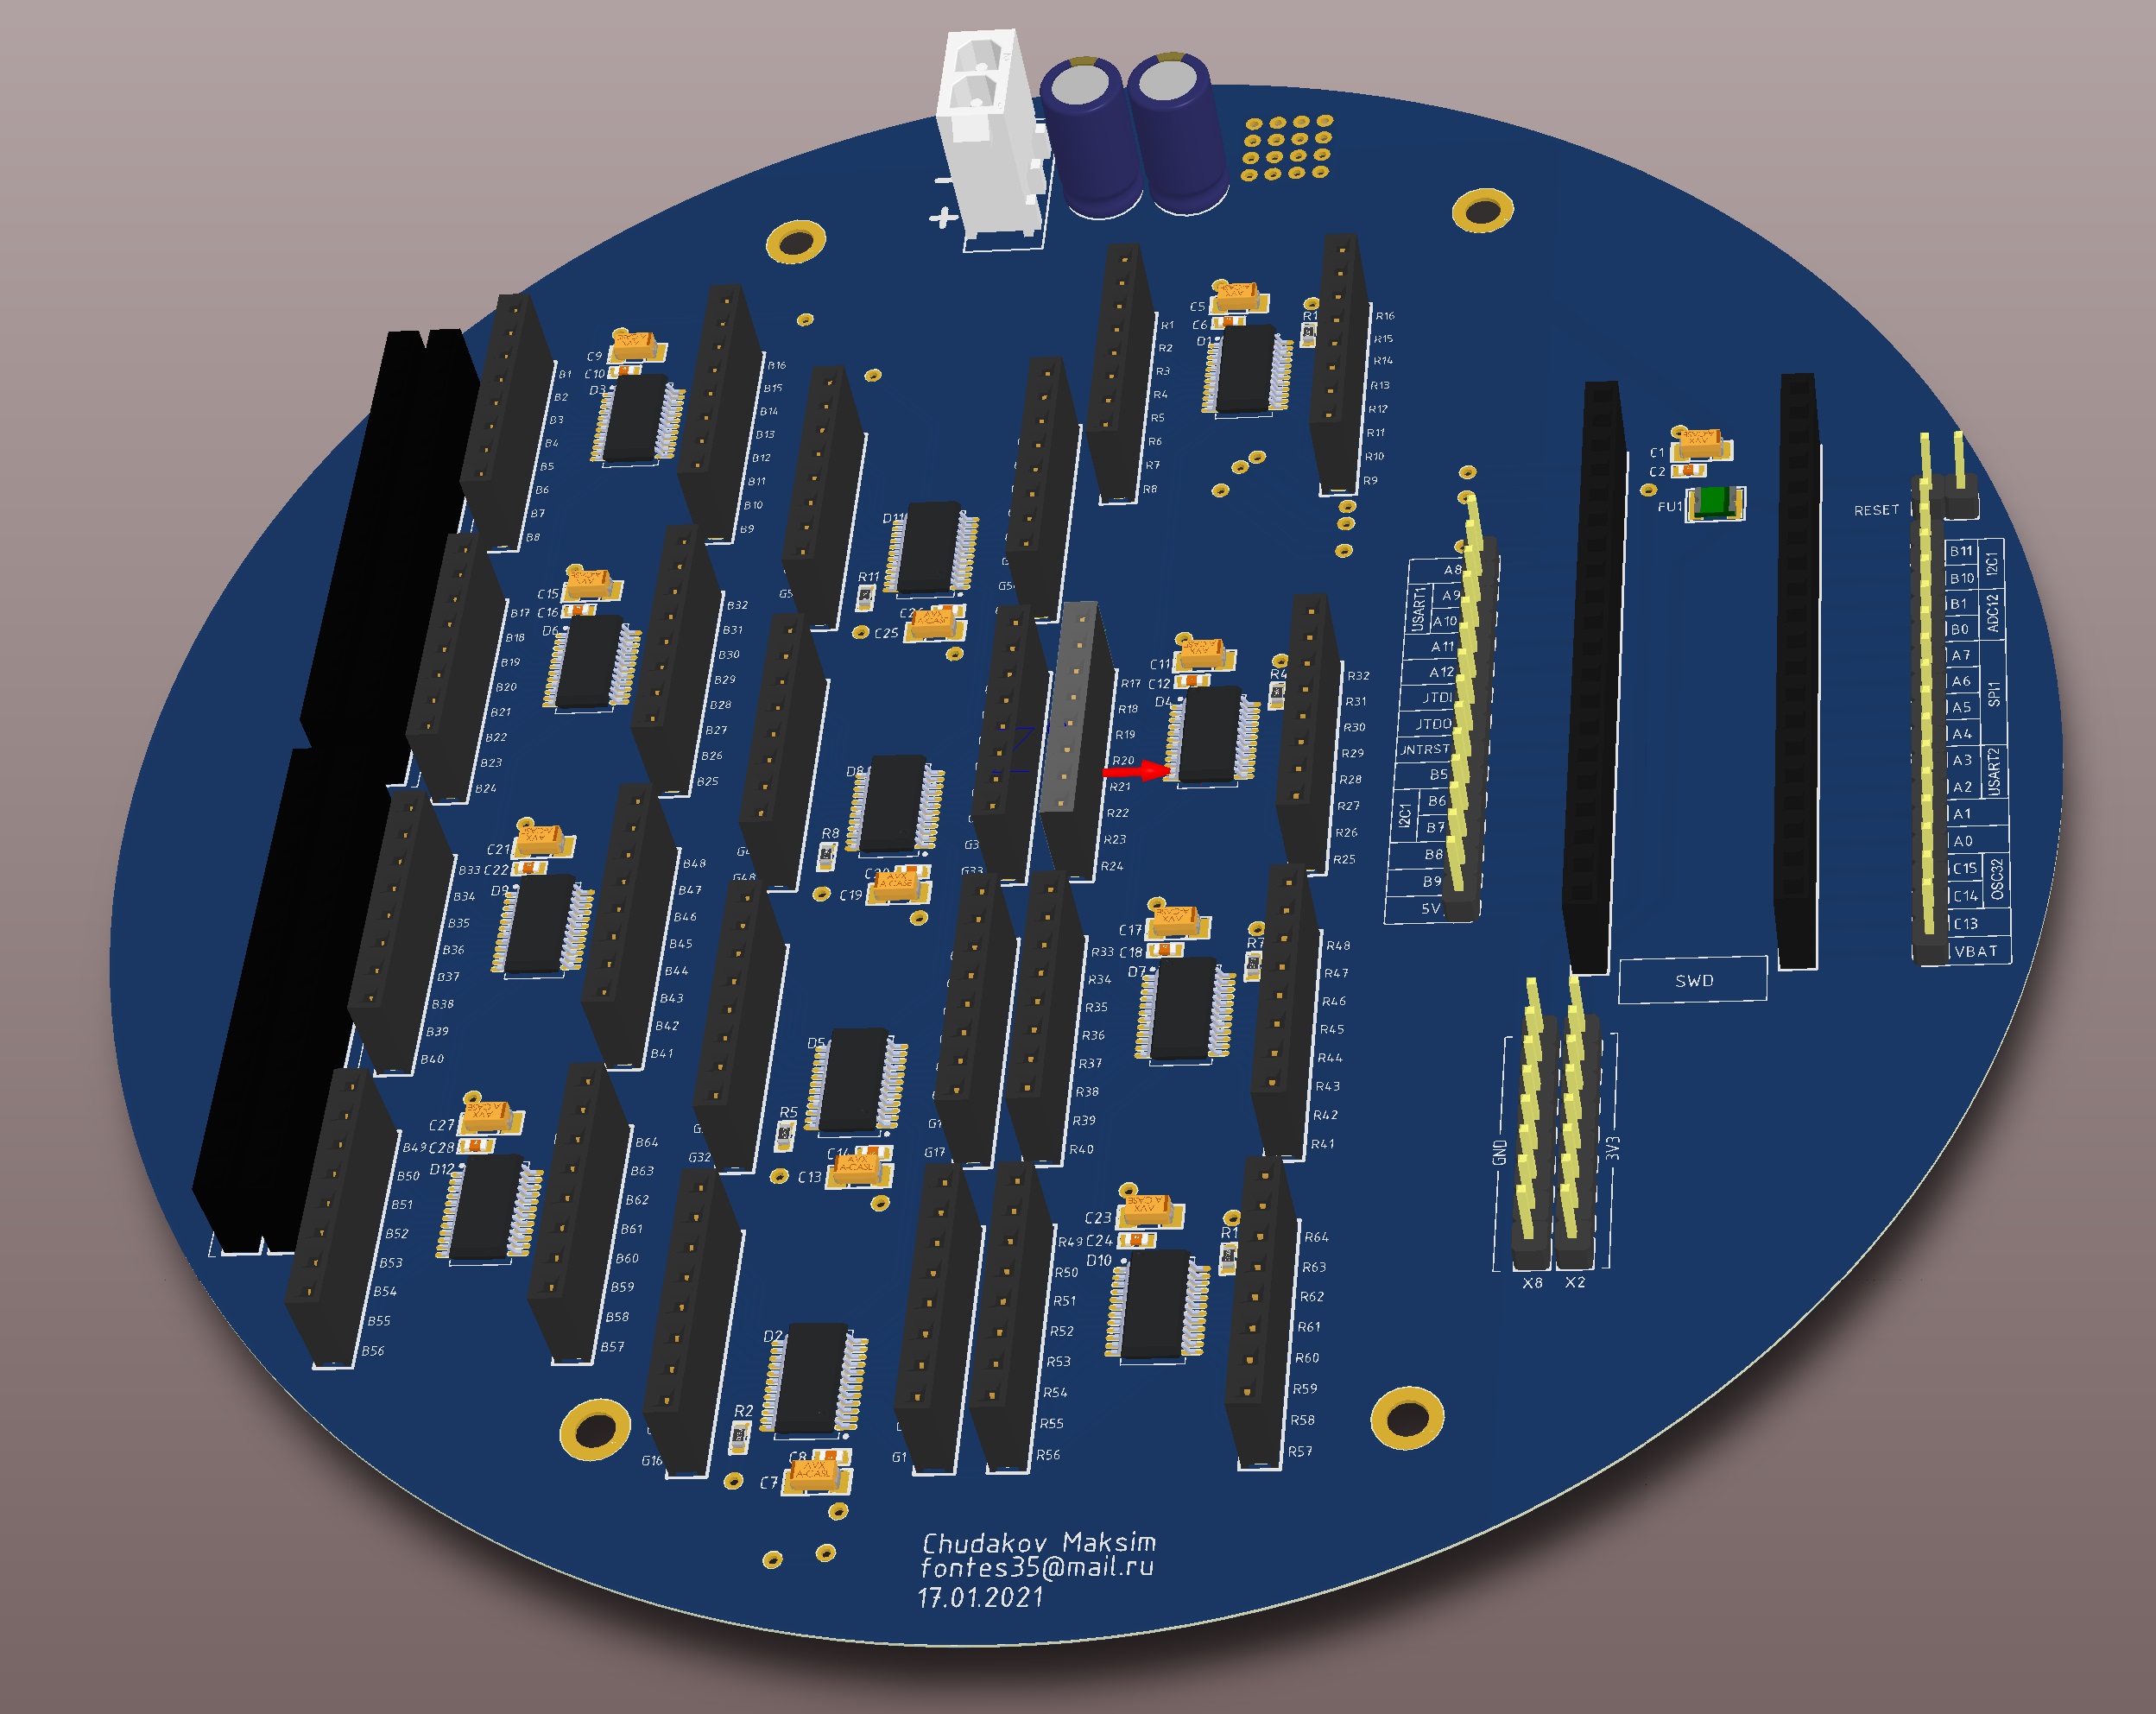 -
+
C5
C6
D1
R1
R1
R2
R3
R4
R5
R6
R7
R8
R16
R15
R14
R13
R12
R11
R10
R9
C9
C10
D3
B1
B2
B3
B4
B5
B6
B7
B8
B16
B15
B14
B13
B12
B11
B10
B9
D11
R11
C25
C15
C16
D6
B17
B18
B19
B20
B21
B22
B23
B24
B32
B31
B30
B29
B28
B27
B26
B25
C11
C12
D4
R4
R17
R18
R19
R20
R21
R22
R23
R24
R32
R31
R30
R29
R28
R27
R26
R25
D8
R8
C19
G48
G33
C21
C22
D9
B33
B34
B35
B36
B37
B38
B39
B40
B48
B47
B46
B45
B44
B43
B42
B41
C17
C18
D7
R7
R33
R34
R35
R36
R37
R38
R39
R40
R48
R47
R46
R45
R44
R43
R42
R41
D5
R5
C13
G32
G17
C27
C28
D12
B49
B50
B51
B52
B53
B54
B55
B56
B64
B63
B62
B61
B60
B59
B58
B57
C23
C24
D10
R1
R49
R50
R51
R52
R53
R54
R55
R56
R64
R63
R62
R61
R60
R59
R58
R57
D2
R2
C8
C7
AVX
A-CASE
G16
G1
C1
C2
FU1
RESET
A8
USART1
A9
A10
A11
A12
JTDI
JTDO
JNTRST
B5
I2C1
B6
B7
B8
B9
5V
B11
B10
I2C1
B1
B0
ADC12
A7
A6
A5
A4
SPI1
A3
A2
USART2
A1
A0
C15
C14
OSC32
C13
VBAT
SWD
GND
3V3
X8
X2
Chudakov Maksim
fontes35@mail.ru
17.01.2021